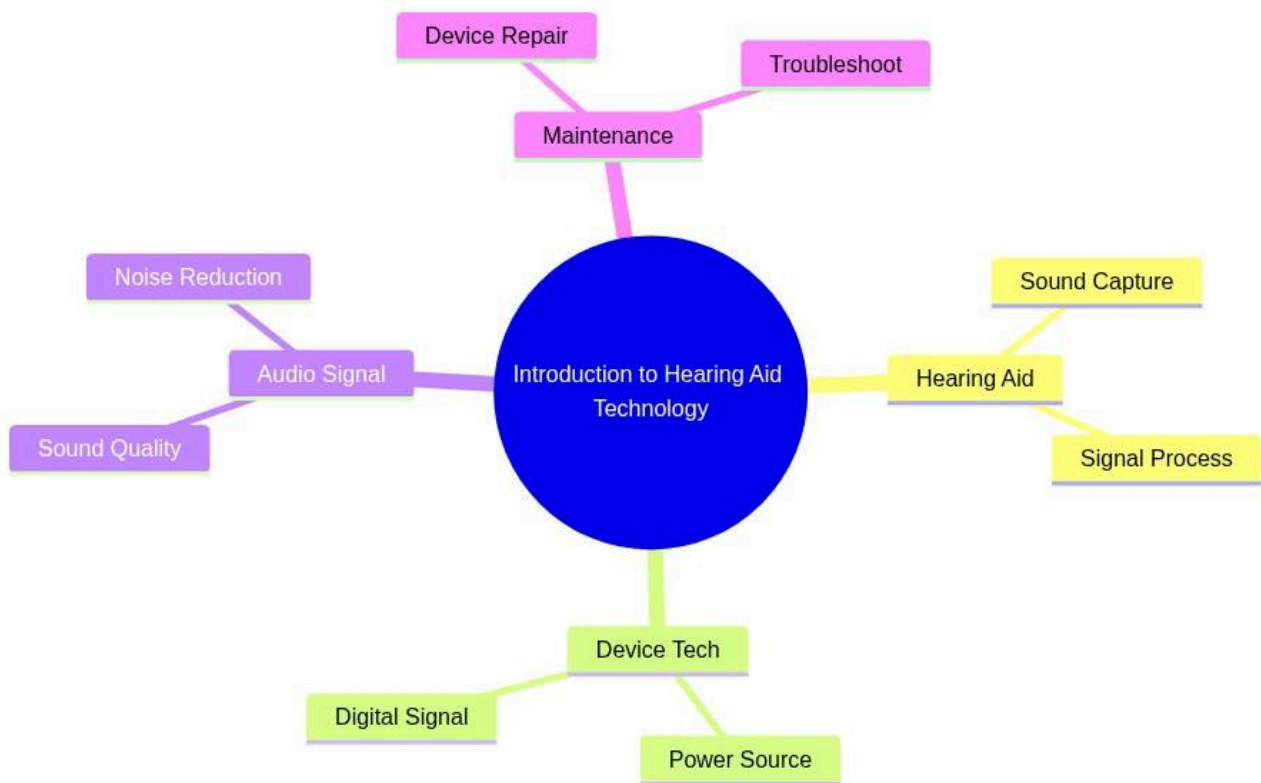 Device Repair
Troubleshoot
Maintenance
Noise Reduction
Sound Capture
Audio Signal
Introduction to Hearing Aid
Technology
Hearing Aid
Sound Quality
Signal Process
Device Tech
Digital Signal
Power Source